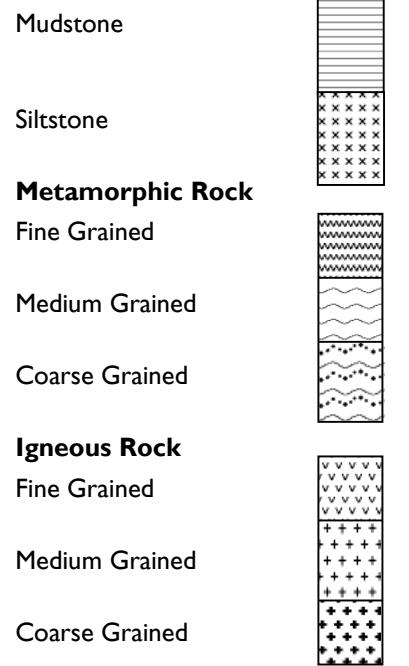 Mudstone
Siltstone
Metamorphic Rock
Fine Grained
Medium Grained
Coarse Grained
Igneous Rock
Fine Grained
Medium Grained
Coarse Grained